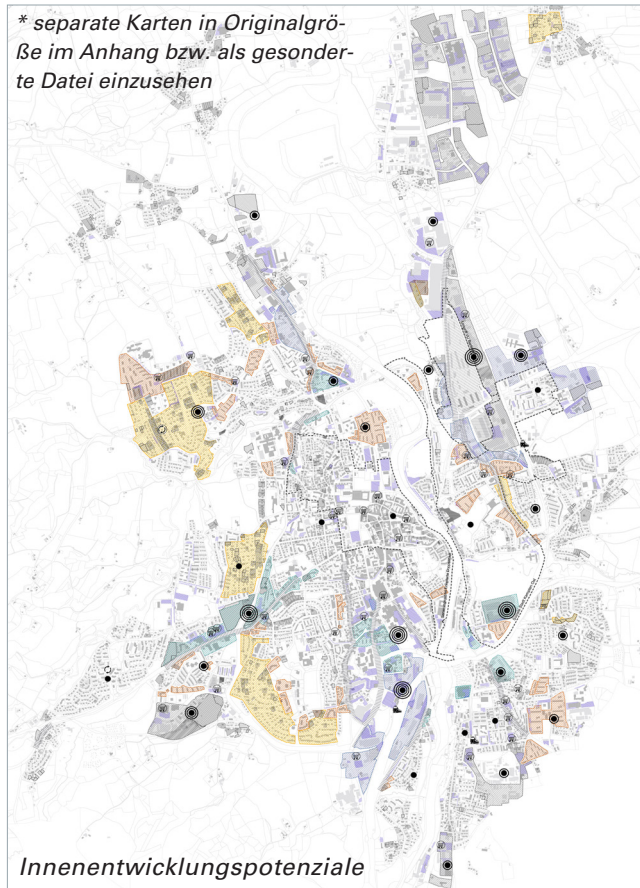 * separate Karten in Originalgrö-
ße im Anhang bzw. als gesonder-
te Datei einzusehen
Innenentwicklungspotenziale